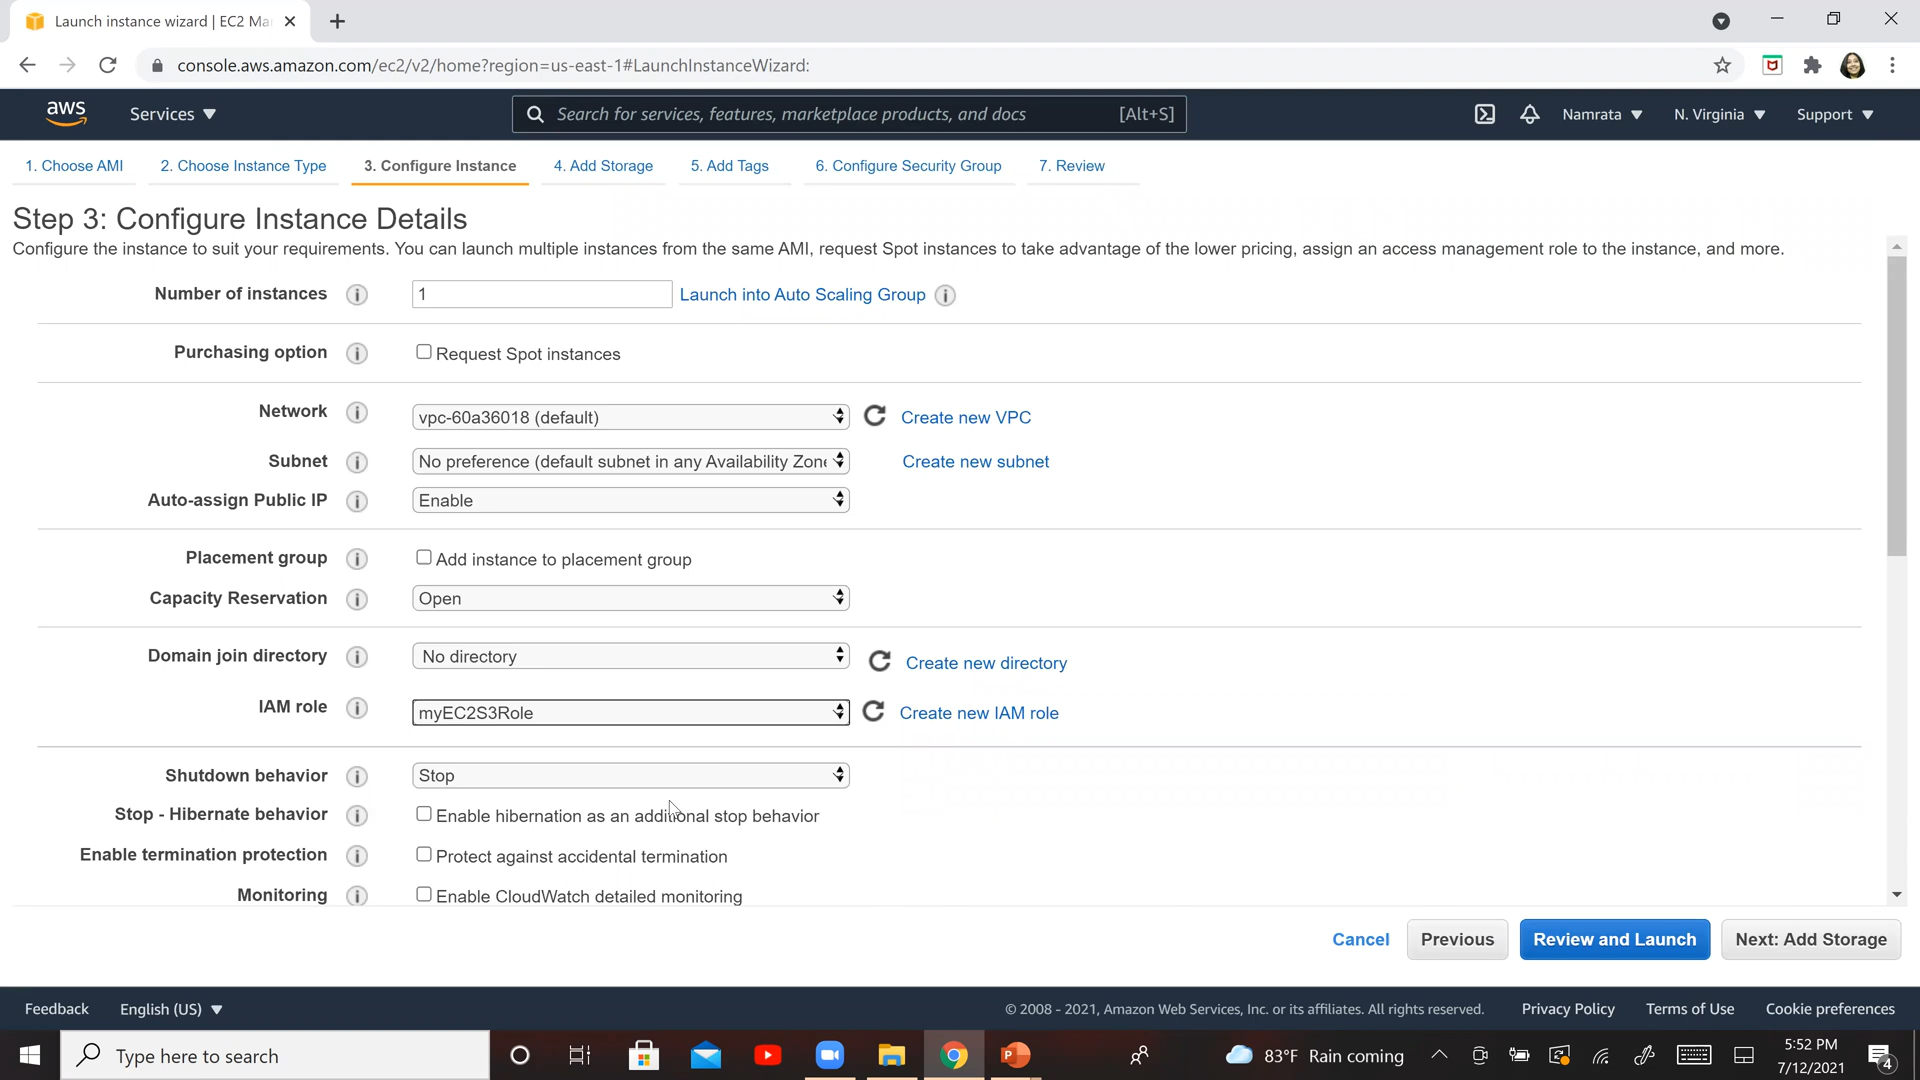 Launch instance wizard | EC2 Ma
console.aws.amazon.com/ec2/v2/home?region=us-east-1#LaunchInstanceWizard:
aws Services Search for services, features, marketplace products, and docs [Alt+S] Namrata N. Virginia Support
1. Choose AMI 2. Choose Instance Type 3. Configure Instance 4. Add Storage 5. Add Tags 6. Configure Security Group 7. Review
Step 3: Configure Instance Details
Configure the instance to suit your requirements. You can launch multiple instances from the same AMI, request Spot instances to take advantage of the lower pricing, assign an access management role to the instance, and more.
Number of instances i 1 Launch into Auto Scaling Group i
Purchasing option i Request Spot instances
Network i vpc-60a36018 (default) Create new VPC
Subnet i No preference (default subnet in any Availability Zone Create new subnet
Auto-assign Public IP i Enable
Placement group i Add instance to placement group
Capacity Reservation i Open
Domain join directory i No directory Create new directory
IAM role i myEC2S3Role Create new IAM role
Shutdown behavior i Stop
Stop - Hibernate behavior i Enable hibernation as an additional stop behavior
Enable termination protection i Protect against accidental termination
Monitoring i Enable CloudWatch detailed monitoring
Cancel Previous Review and Launch Next: Add Storage
Feedback English (US) © 2008 - 2021, Amazon Web Services, Inc. or its affiliates. All rights reserved. Privacy Policy Terms of Use Cookie preferences
Type here to search P 83°F Rain coming 5:52 PM 4
7/12/2021